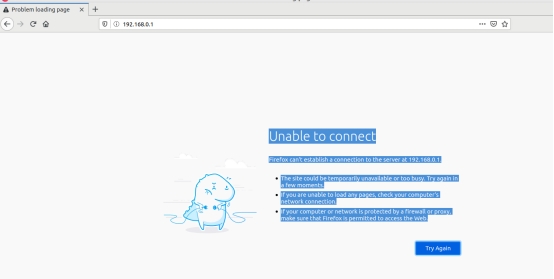 Problem loading page
192.168.0.1
Unable to connect
Firefox can't establish a connection to the server at 192.168.0.1.
The site could be temporarily unavailable or too busy. Try again in
a few moments.
If you are unable to load any pages, check your computer's
network connection.
If your computer or network is protected by a firewall or proxy,
make sure that Firefox is permitted to access the Web.
Try Again